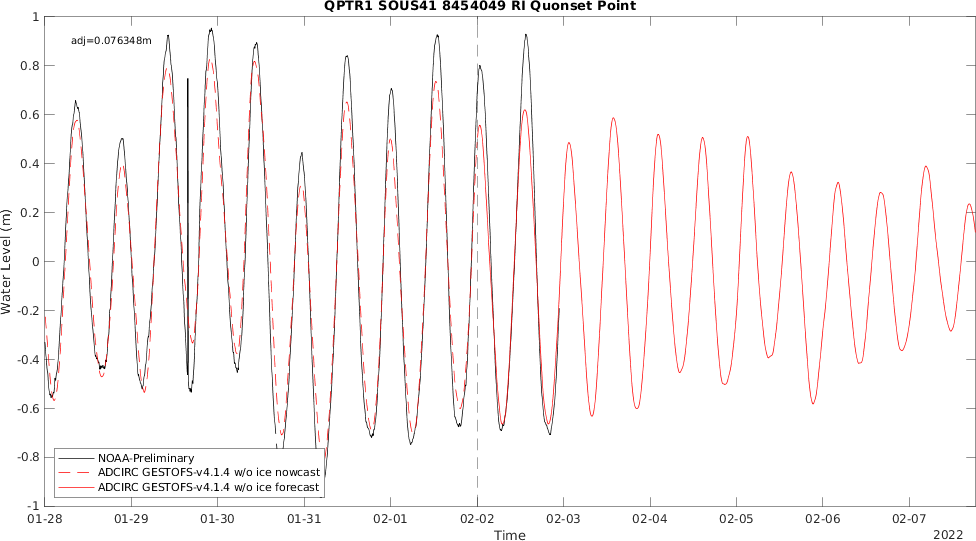 QPTR1 SOUS41 8454049 RI Quonset Point
adj=0.076348m
1
0.8
0.6
0.4
0.2
0
-0.2
-0.4
-0.6
-0.8
-1
Water Level (m)
NOAA-Preliminary
ADCIRC GESTOFS-v4.1.4 w/o ice nowcast
ADCIRC GESTOFS-v4.1.4 w/o ice forecast
01-28 01-29 01-30 01-31 02-01 02-02 02-03 02-04 02-05 02-06 02-07
Time
2022